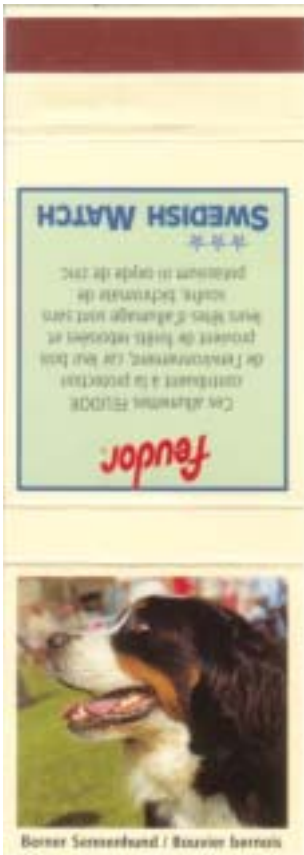 feudor.
Ces allumettes FEUDOR
contribuent à la protection
de l'environnement, car leur bois
provient de forêts reboisées et
leurs têtes d'allumage sont sans
soufre, bichromate de
potassium ni oxyde de zinc
SWEDISH MATCH
Berner Sennenhund / Bouvier bernois